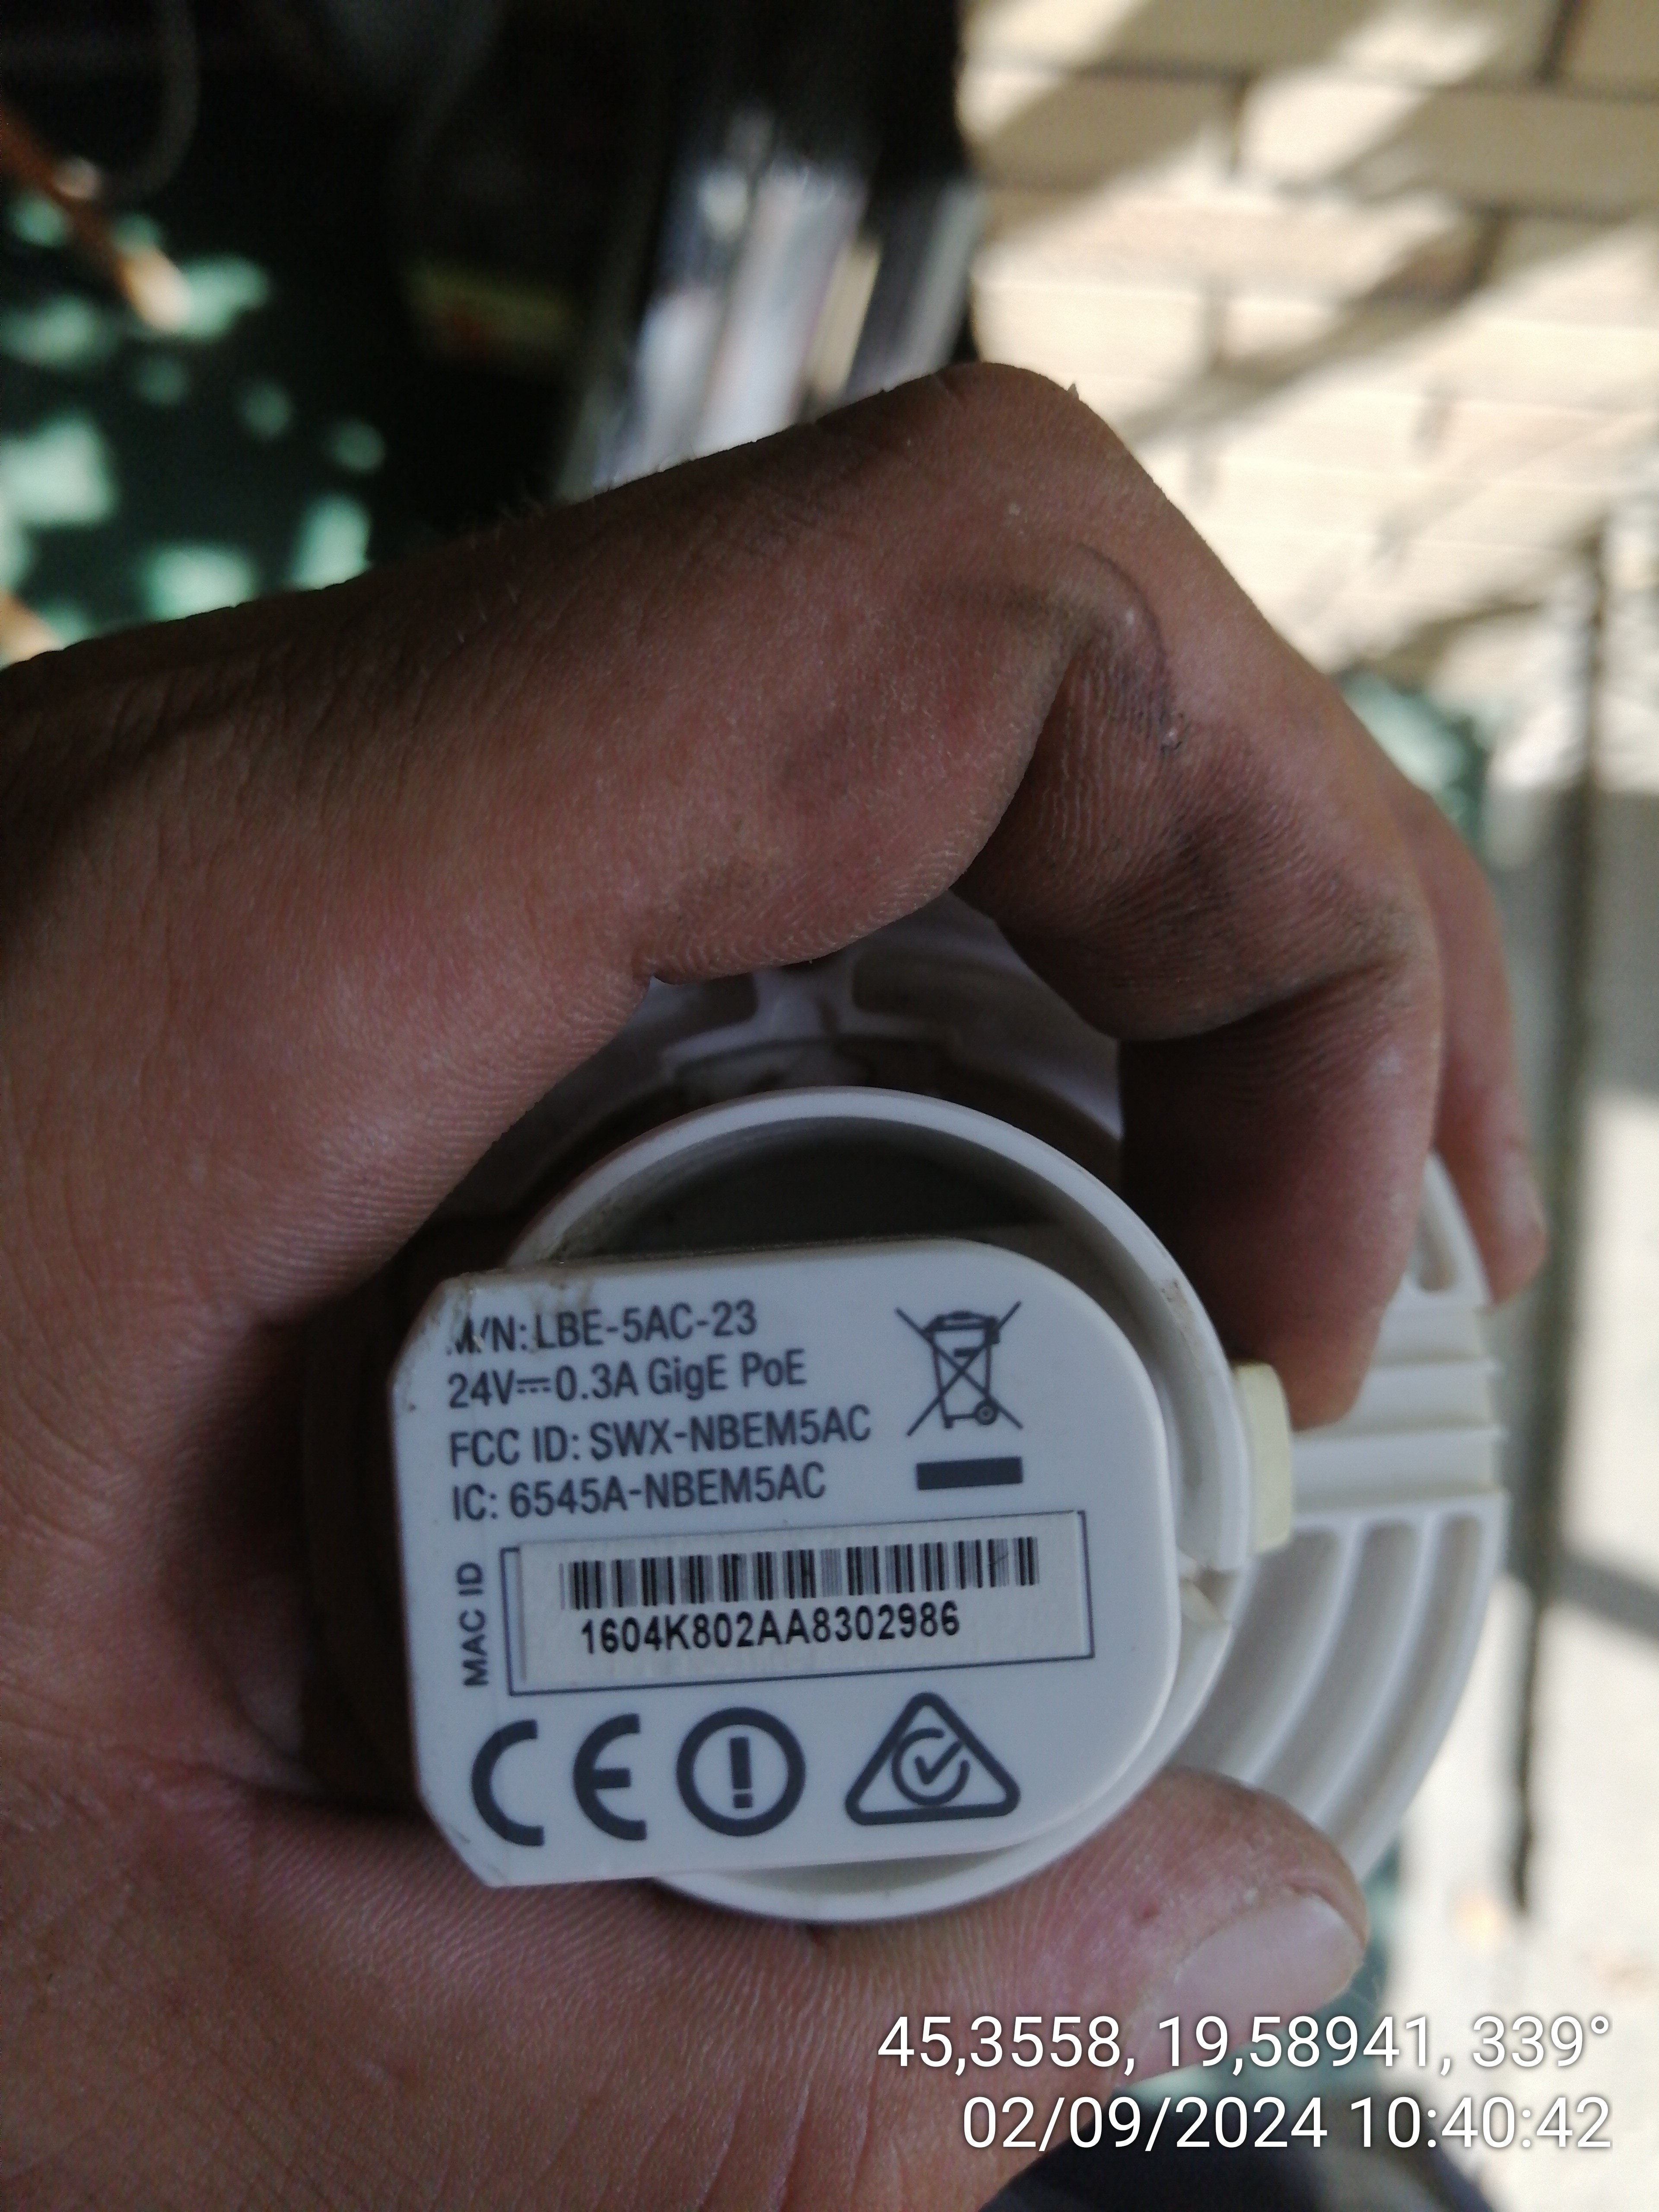 M/N: LBE-5AC-23
24V⎓0.3A GigE PoE
FCC ID: SWX-NBEM5AC
IC: 6545A-NBEM5AC
MAC ID
1604K802AA8302986
CE
45,3558, 19,58941, 339°
02/09/2024 10:40:42